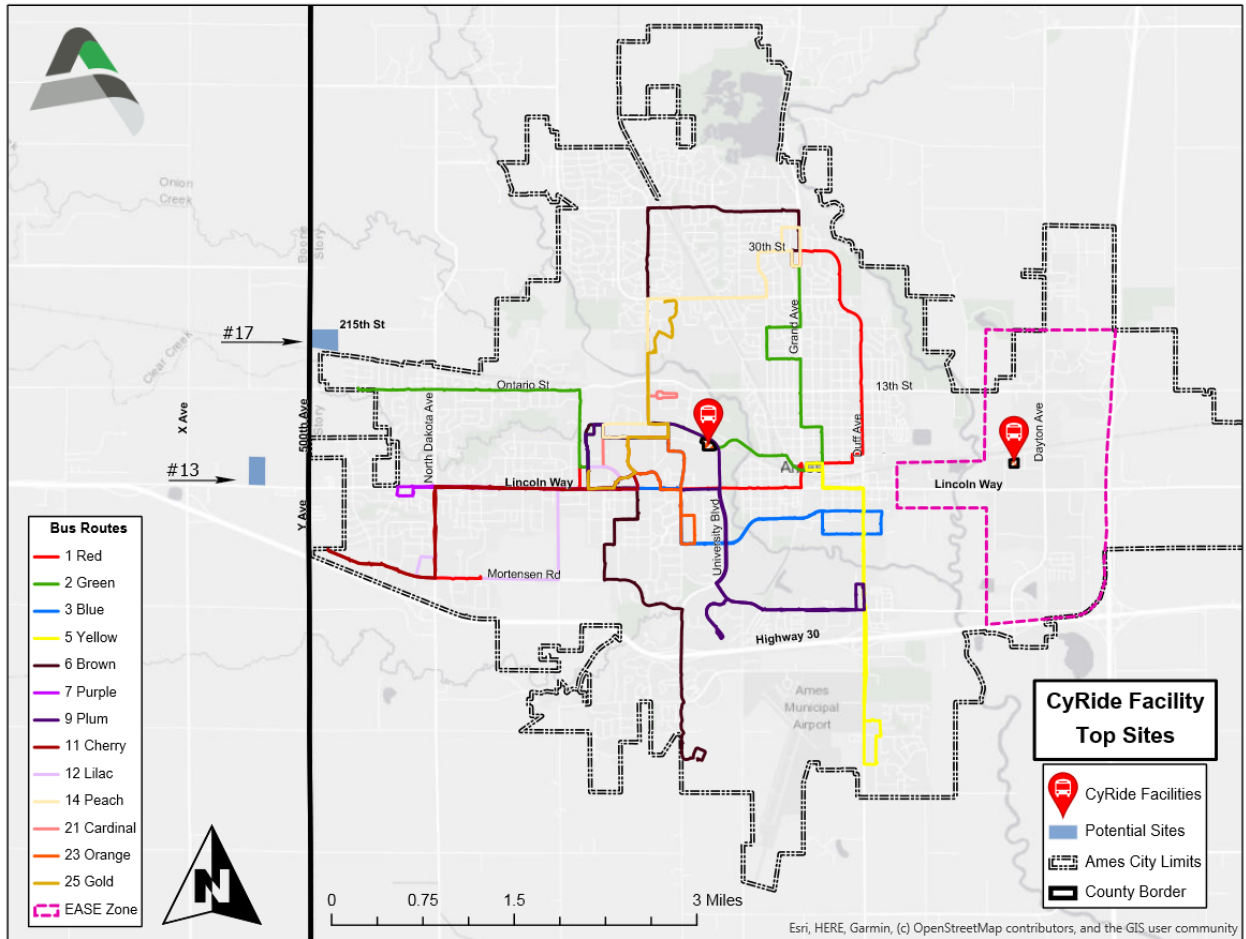 Onion
Creek
Boone
Story
30th St
#17
215th St
Grand Ave
Clear Creek
Ontario St
13th St
X Ave
500th Ave
Story
North Dakota Ave
Duff Ave
Dayton Ave
#13
Lincoln Way
Lincoln Way
Y Ave
University Blvd
Mortensen Rd
Highway 30
Ames
Municipal
Airport
Bus Routes
1 Red
2 Green
3 Blue
5 Yellow
6 Brown
7 Purple
9 Plum
11 Cherry
12 Lilac
14 Peach
21 Cardinal
23 Orange
25 Gold
EASE Zone
N
0 0.75 1.5 3 Miles
CyRide Facility
Top Sites
CyRide Facilities
Potential Sites
Ames City Limits
County Border
Esri, HERE, Garmin, (c) OpenStreetMap contributors, and the GIS user community